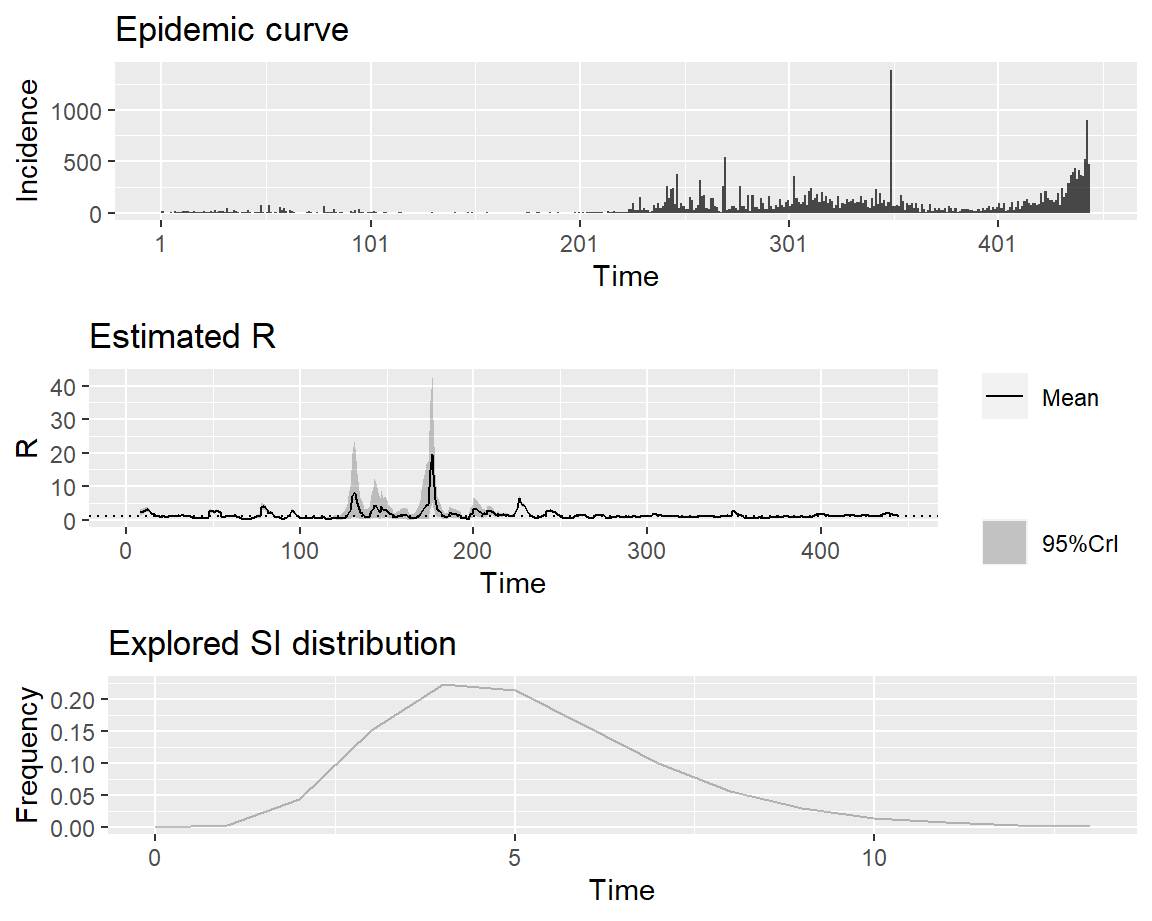 Epidemic curve
Incidence
1000
500
0
1 101 201 301 401
Time
Estimated R
R
40
30
20
10
0
0 100 200 300 400
Time
Mean
95%CrI
Explored SI distribution
Frequency
0.20
0.15
0.10
0.05
0.00
0 5 10
Time